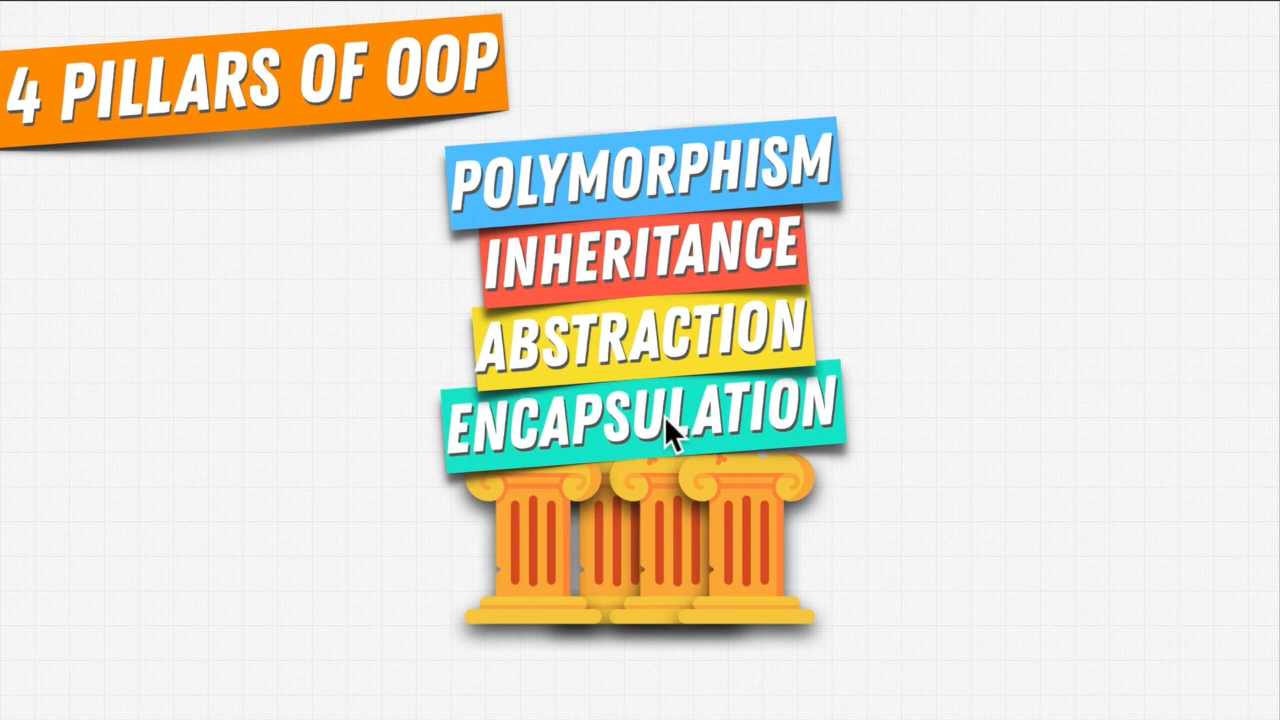 4 PILLARS OF OOP
POLYMORPHISM
INHERITANCE
ABSTRACTION
ENCAPSULATION